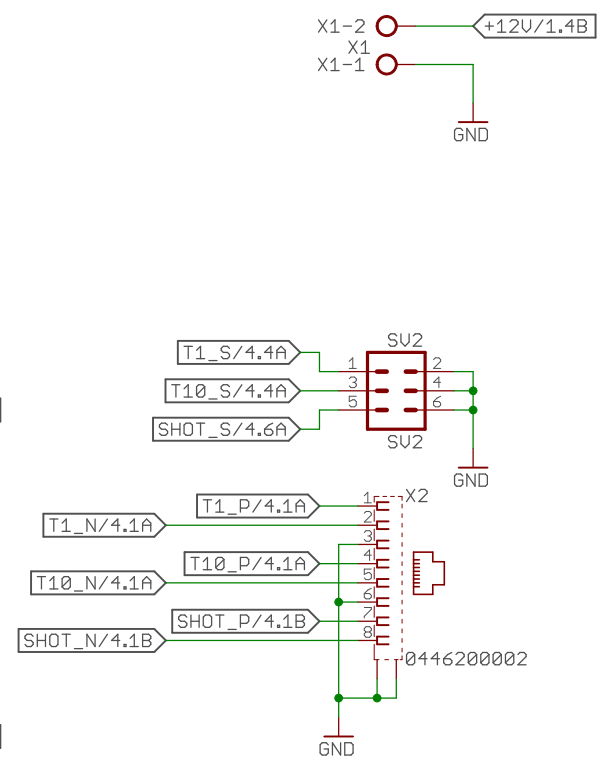 X1-2 +12V/1.4B
X1
X1-1
GND
SV2
T1_S/4.4A 1 2
T10_S/4.4A 3 4
SHOT_S/4.6A 5 6
SV2
GND
X2
T1_P/4.1A 1
T1_N/4.1A 2
3
T10_P/4.1A 4
T10_N/4.1A 5
6
SHOT_P/4.1B 7
SHOT_N/4.1B 8
0446200002
GND